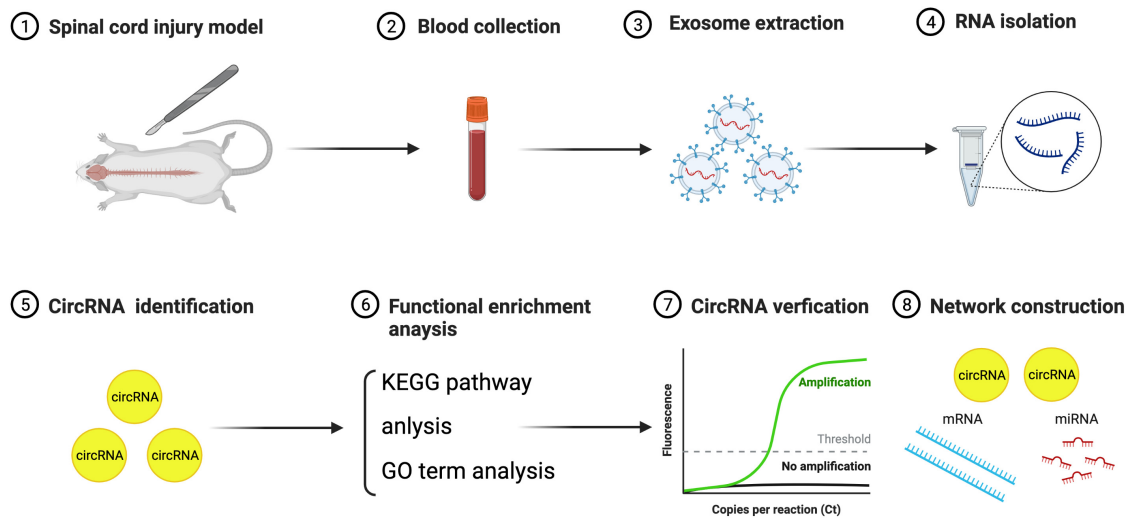 1 Spinal cord injury model
2 Blood collection
3 Exosome extraction
4 RNA isolation
5 CircRNA identification
circRNA
circRNA circRNA
6 Functional enrichment
anaysis
KEGG pathway
anlysis
GO term analysis
7 CircRNA verfication
Fluorescence
Amplification
Threshold
No amplification
Copies per reaction (Ct)
8 Network construction
circRNA circRNA
mRNA miRNA